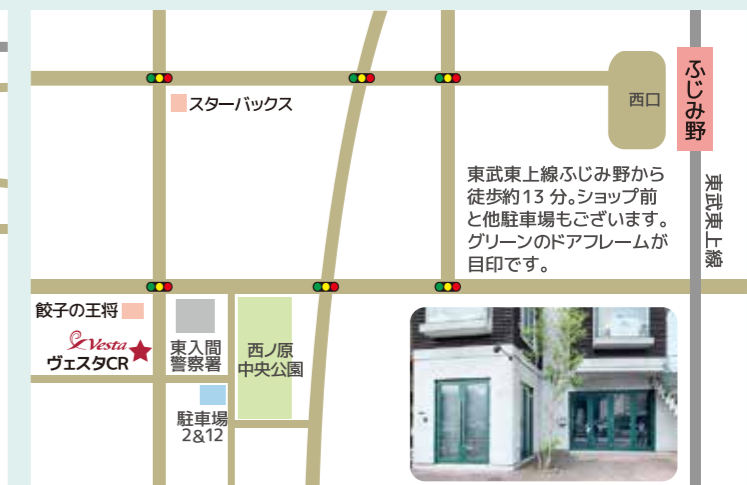 スターバックス
西口
ふじみ野
東武東上線
東武東上線ふじみ野から
徒歩約13分。ショップ前
と他駐車場もございます。
グリーンのドアフレームが
目印です。
餃子の王将
Vesta
ヴェスタCR
東入間
警察署
西ノ原
中央公園
駐車場
2&12